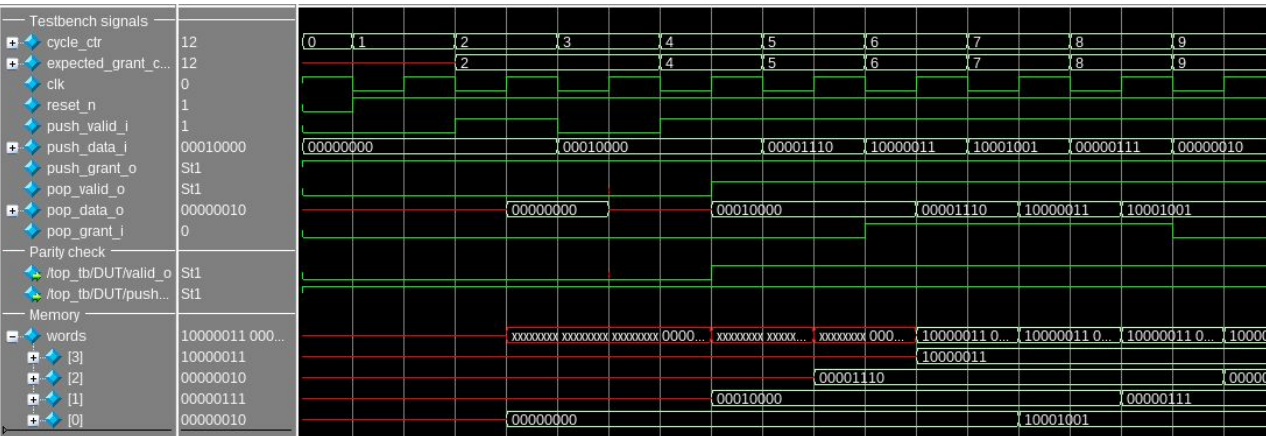 Testbench signals
cycle_ctr 12 0 1 2 3 4 5 6 7 8 9
expected_grant_c... 12 2 4 5 6 7 8 9
clk 0
reset_n 1
push_valid_i 1
push_data_i 00010000 00000000 00010000 00001110 10000011 10001001 00000111 00000010
push_grant_o St1
pop_valid_o St1
pop_data_o 00000010 00000000 00010000 00001110 10000011 10001001
pop_grant_i 0
Parity check
/top_tb/DUT/valid_o St1
/top_tb/DUT/push... St1
Memory
words 10000011 000... xxxxxxxx xxxxxxxx xxxxxxxx 0000... xxxxxxxx xxxxx... xxxxxxxx 000... 10000011 0... 10000011 0... 10000011 0... 10000
[3] 10000011 10000011
[2] 00000010 00001110 00000
[1] 00000111 00010000 00000111
[0] 00000010 00000000 10001001